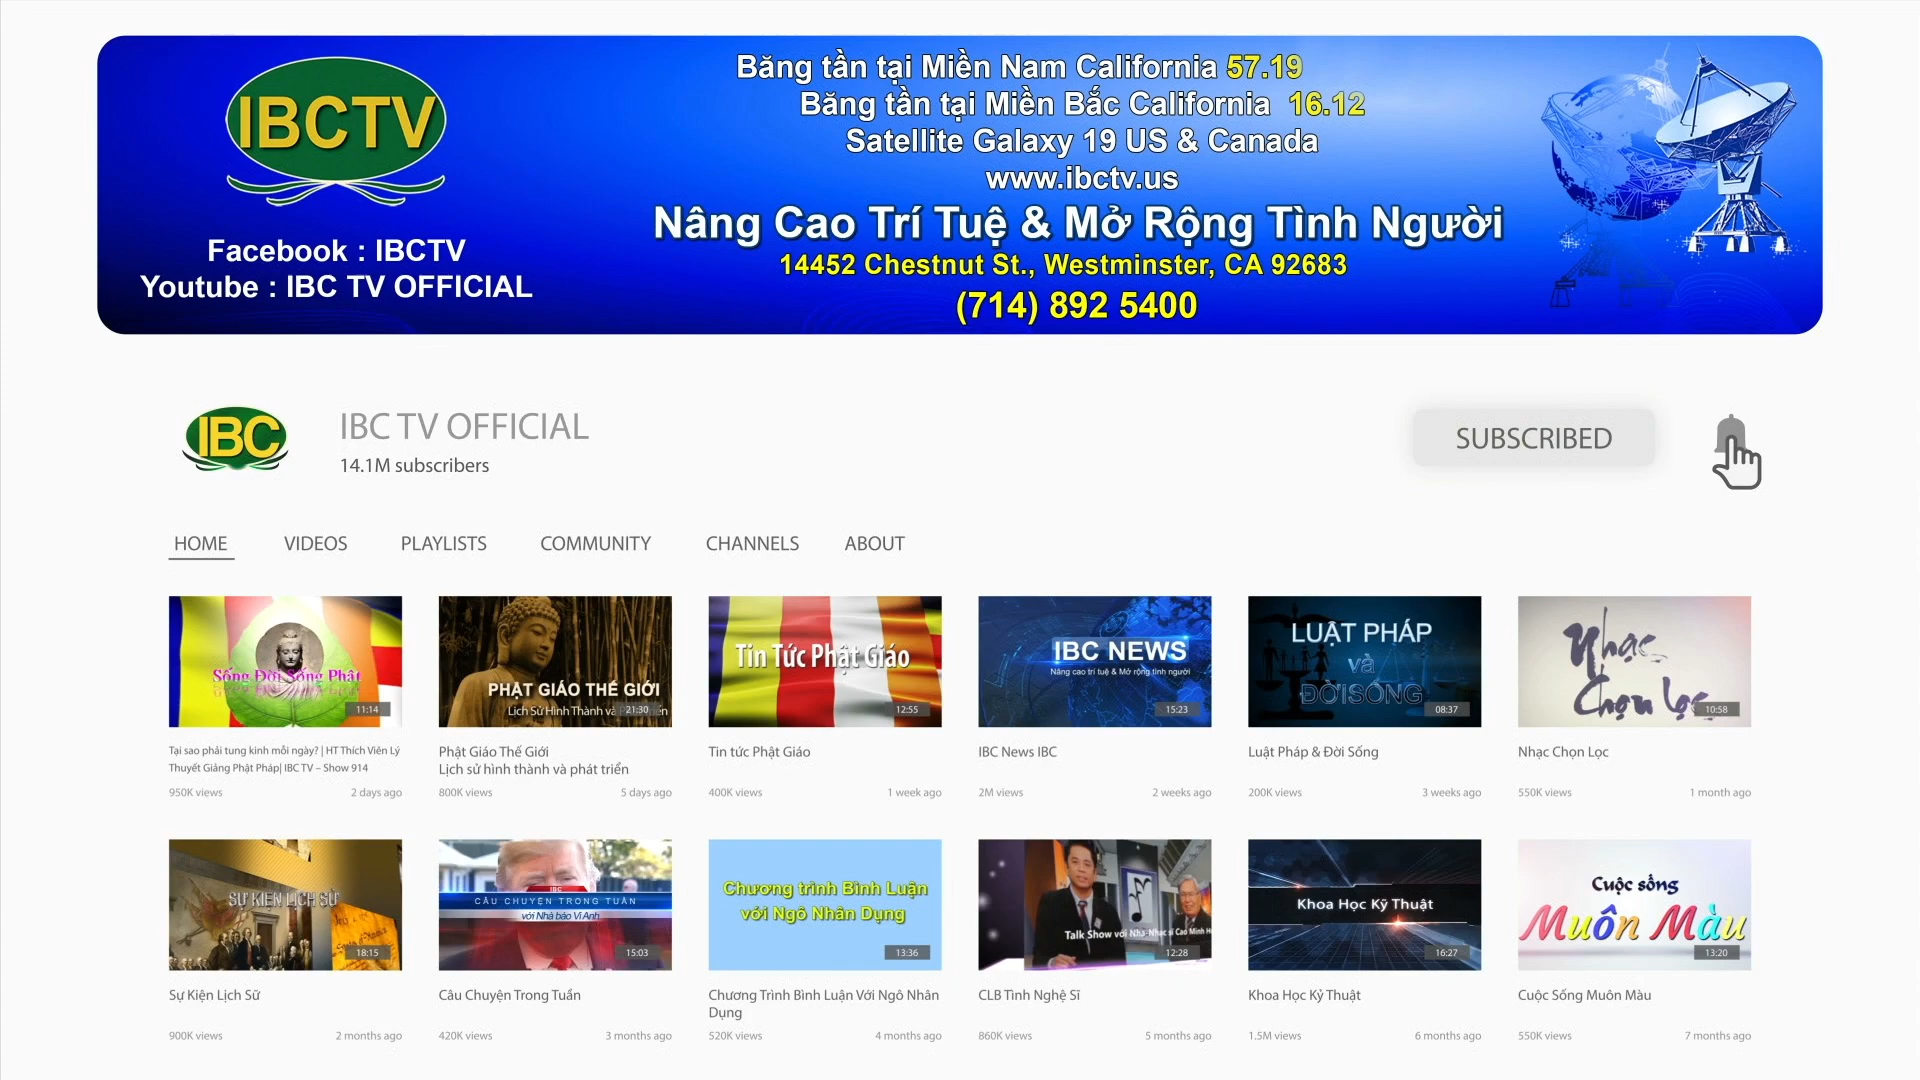 IBCTV
Facebook : IBCTV
Youtube : IBC TV OFFICIAL
Băng tần tại Miền Nam California 57.19
Băng tần tại Miền Bắc California 16.12
Satellite Galaxy 19 US & Canada
www.ibctv.us
Nâng Cao Trí Tuệ & Mở Rộng Tình Người
14452 Chestnut St., Westminster, CA 92683
(714) 892 5400
IBC
IBC TV OFFICIAL
14.1M subscribers
SUBSCRIBED
HOME VIDEOS PLAYLISTS COMMUNITY CHANNELS ABOUT
Sống Đời Sống Phật
11:14
Tại sao phải tung kinh mỗi ngày? | HT Thích Viên Lý
Thuyết Giảng Phật Pháp| IBC TV – Show 914
950K views 2 days ago
PHẬT GIÁO THẾ GIỚI
Lịch Sử Hình Thành và
21:30
Phật Giáo Thế Giới
Lịch sử hình thành và phát triển
800K views 5 days ago
Tin Tức Phật Giáo
12:55
Tin tức Phật Giáo
400K views 1 week ago
IBC NEWS
Nâng cao trí tuệ & Mở rộng tình người
15:23
IBC News IBC
2M views 2 weeks ago
LUẬT PHÁP
và
ĐỜI SỐNG
08:37
Luật Pháp & Đời Sống
200K views 3 weeks ago
Nhạc
Chọn lọc
10:58
Nhạc Chọn Lọc
550K views 1 month ago
SỰ KIỆN LỊCH SỬ
18:15
Sự Kiện Lịch Sử
900K views 2 months ago
IBC
CÂU CHUYỆN TRONG TUẦN
với Nhà báo Vi Anh
15:03
Câu Chuyện Trong Tuần
420K views 3 months ago
Chương trình Bình Luận
với Ngô Nhân Dụng
13:36
Chương Trình Bình Luận Với Ngô Nhân
Dụng
520K views 4 months ago
Talk Show với Nhà Nhạc sĩ Cao Minh H
12:28
CLB Tình Nghệ Sĩ
860K views 5 months ago
Khoa Học Kỹ Thuật
16:27
Khoa Học Kỷ Thuật
1.5M views 6 months ago
Cuộc sống
Muôn Màu
13:20
Cuộc Sống Muôn Màu
550K views 7 months ago